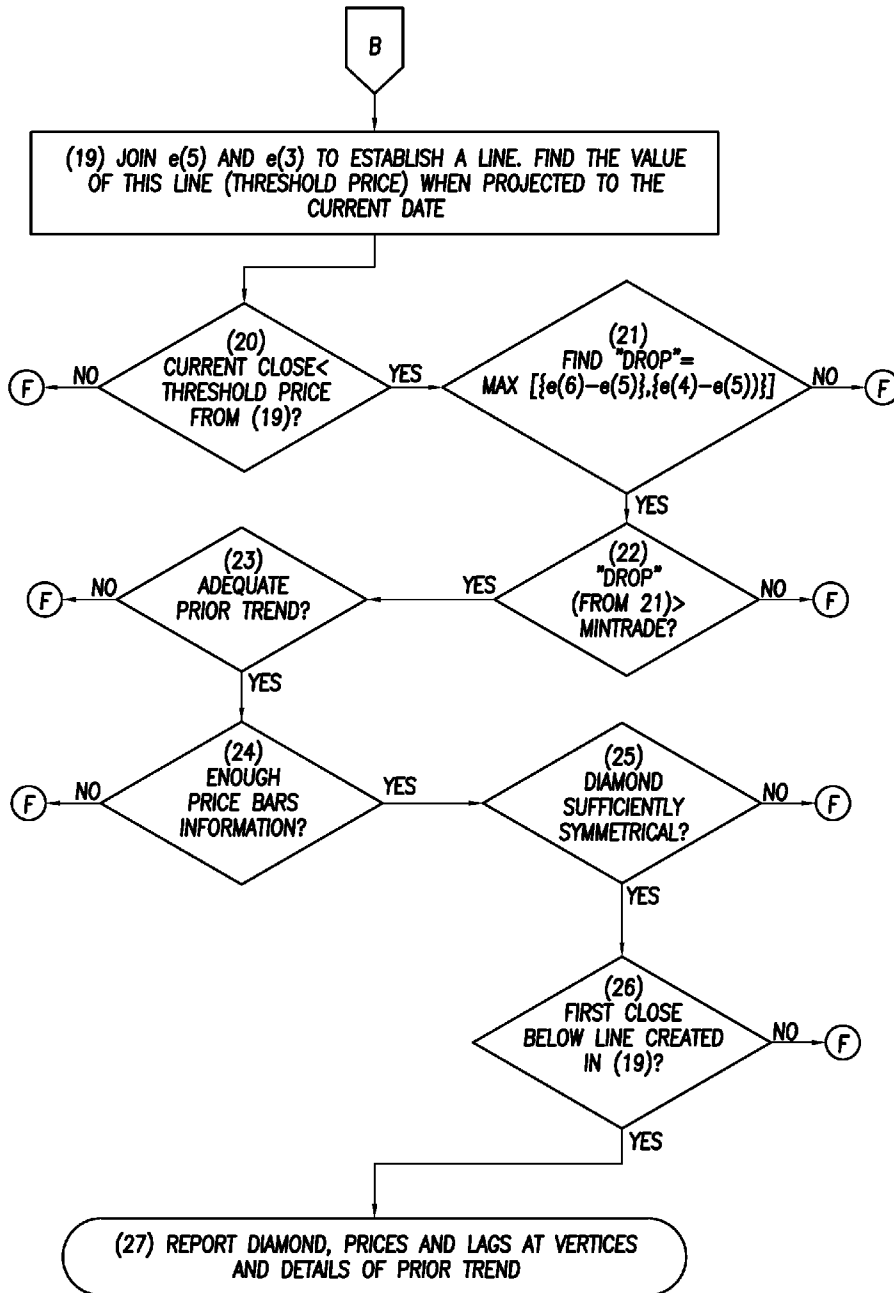 B
(19) JOIN e(5) AND e(3) TO ESTABLISH A LINE. FIND THE VALUE
OF THIS LINE (THRESHOLD PRICE) WHEN PROJECTED TO THE
CURRENT DATE
(20)
CURRENT CLOSE<
THRESHOLD PRICE
FROM (19)?
NO
F
YES
(21)
FIND "DROP"=
MAX [{e(6)-e(5)},{e(4)-e(5))}]
NO
F
YES
(22)
"DROP"
(FROM 21)>
MINTRADE?
NO
F
YES
(23)
ADEQUATE
PRIOR TREND?
NO
F
YES
(24)
ENOUGH
PRICE BARS
INFORMATION?
NO
F
YES
(25)
DIAMOND
SUFFICIENTLY
SYMMETRICAL?
NO
F
YES
(26)
FIRST CLOSE
BELOW LINE CREATED
IN (19)?
NO
F
YES
(27) REPORT DIAMOND, PRICES AND LAGS AT VERTICES
AND DETAILS OF PRIOR TREND